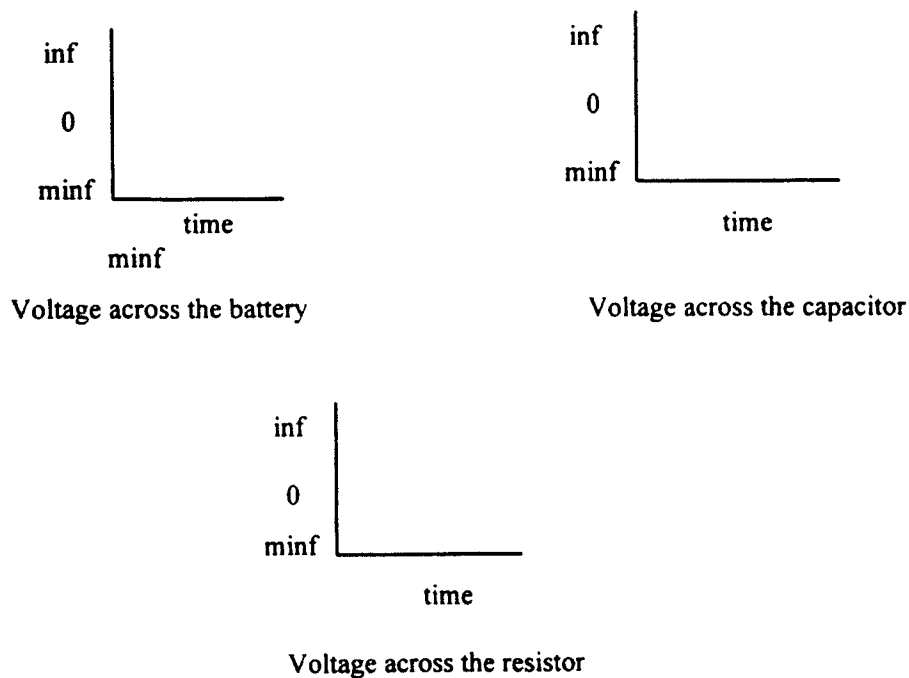 inf
0
minf
time
minf
Voltage across the battery
inf
0
minf
time
Voltage across the capacitor
inf
0
minf
time
Voltage across the resistor